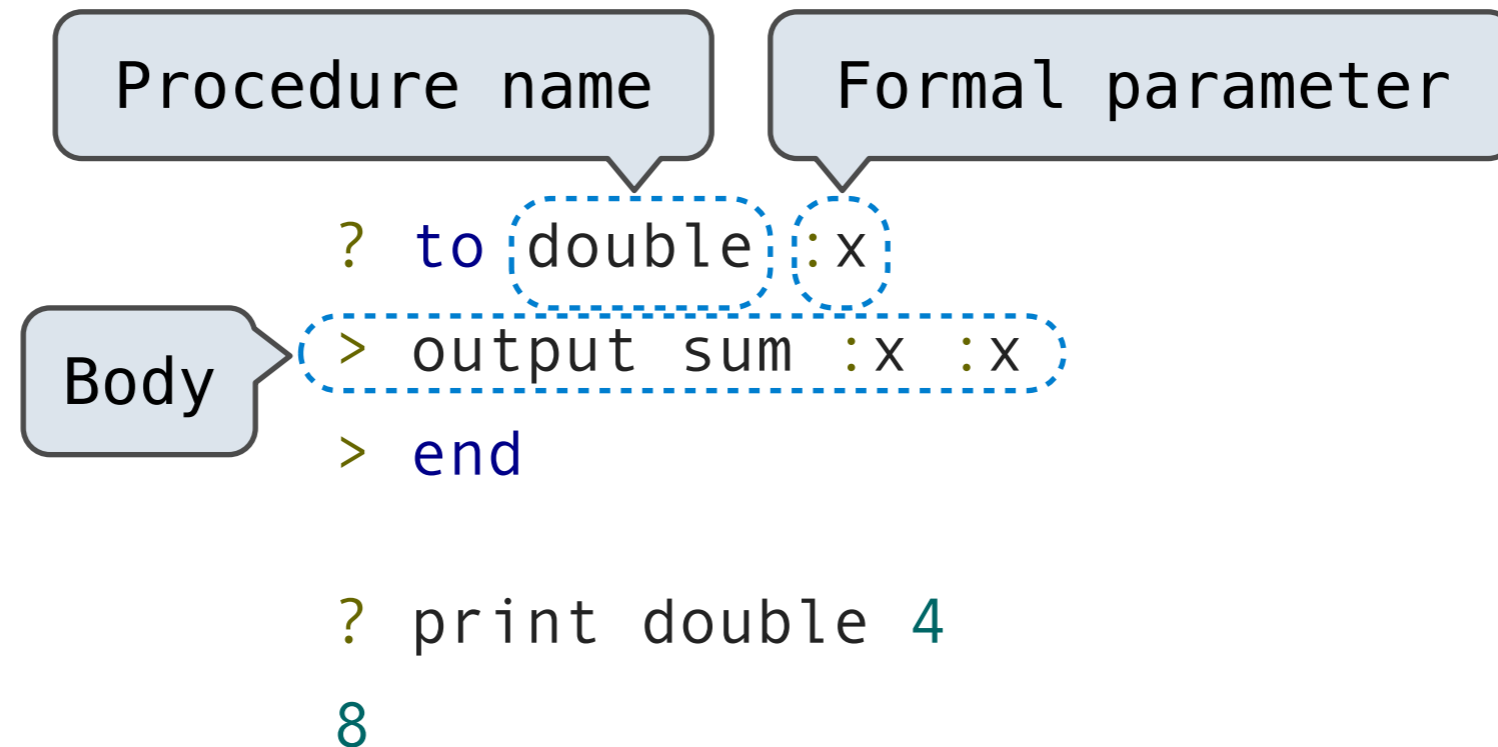 Procedure name
Formal parameter
? to double :x
Body
> output sum :x :x
> end
? print double 4
8